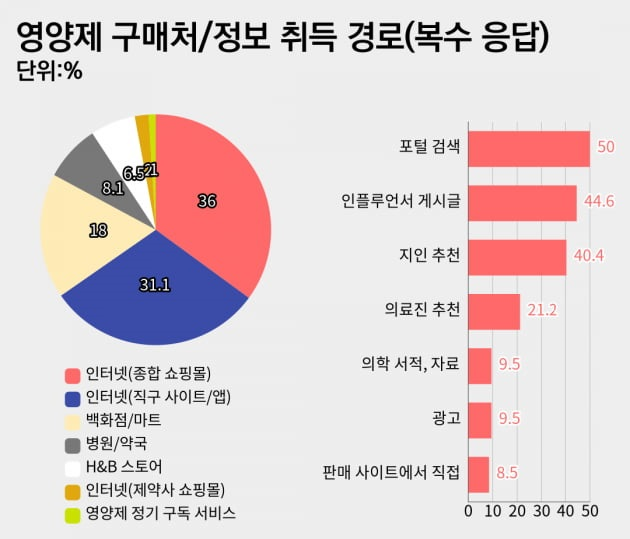 영양제 구매처/정보 취득 경로(복수 응답)
단위:%
36
31.1
18
8.1
6.5
2
1
인터넷(종합 쇼핑몰)
인터넷(직구 사이트/앱)
백화점/마트
병원/약국
H&B 스토어
인터넷(제약사 쇼핑몰)
영양제 정기 구독 서비스
포털 검색 50
인플루언서 게시글 44.6
지인 추천 40.4
의료진 추천 21.2
의학 서적, 자료 9.5
광고 9.5
판매 사이트에서 직접 8.5
0 10 20 30 40 50